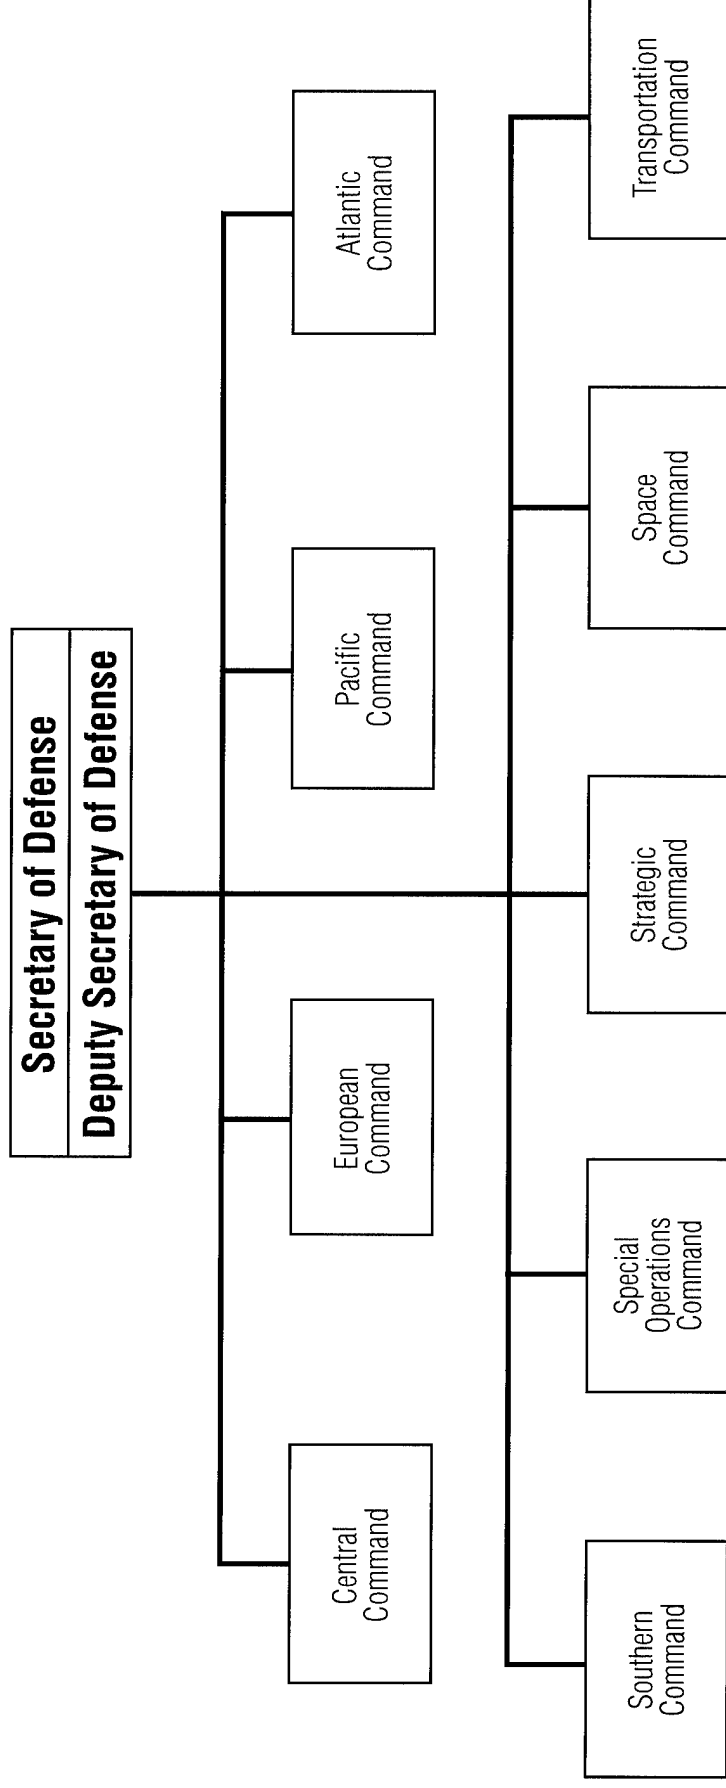 Secretary of Defense
Deputy Secretary of Defense
Central
Command
European
Command
Pacific
Command
Atlantic
Command
Southern
Command
Special
Operations
Command
Strategic
Command
Space
Command
Transportation
Command